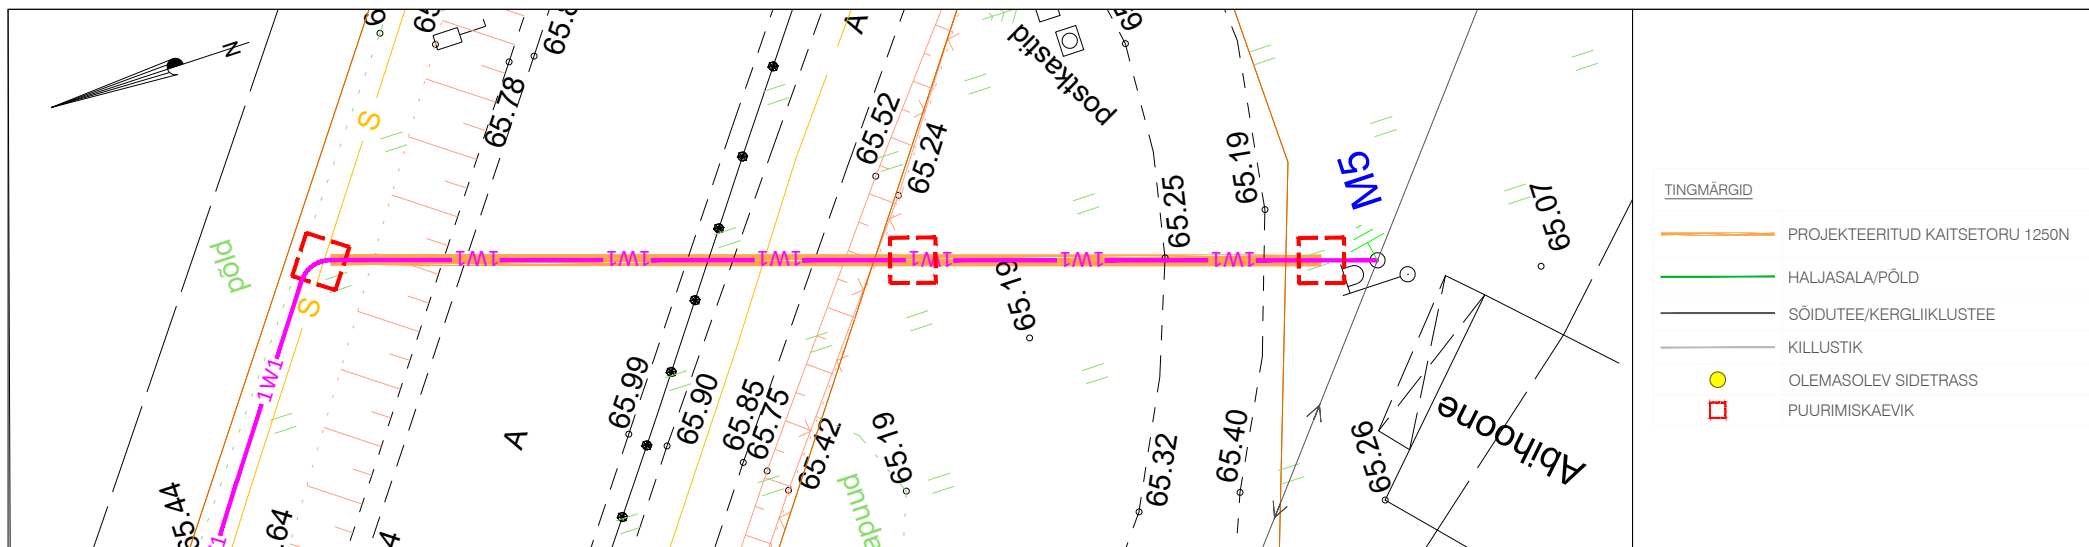 N
65.78
S
A
65.52
65.24
postkastid
65.19
65.25
M5
65.07
põld
S
1W1
1W1
1W1
1W1
1W1
1W1
1W1
65.19
65.99
65.90
65.85
65.75
65.42
65.19
65.32
65.40
65.26
Abihoone
A
65.44
TINGMÄRGID
PROJEKTEERITUD KAITSETORU 1250N
HALJASALA/PÕLD
SÕIDUTEE/KERGLIIKLUSTEE
KILLUSTIK
OLEMASOLEV SIDETRASS
PUURIMISKAEVIK